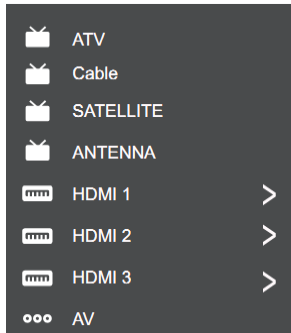 ATV
Cable
SATELLITE
ANTENNA
HDMI 1
HDMI 2
HDMI 3
AV